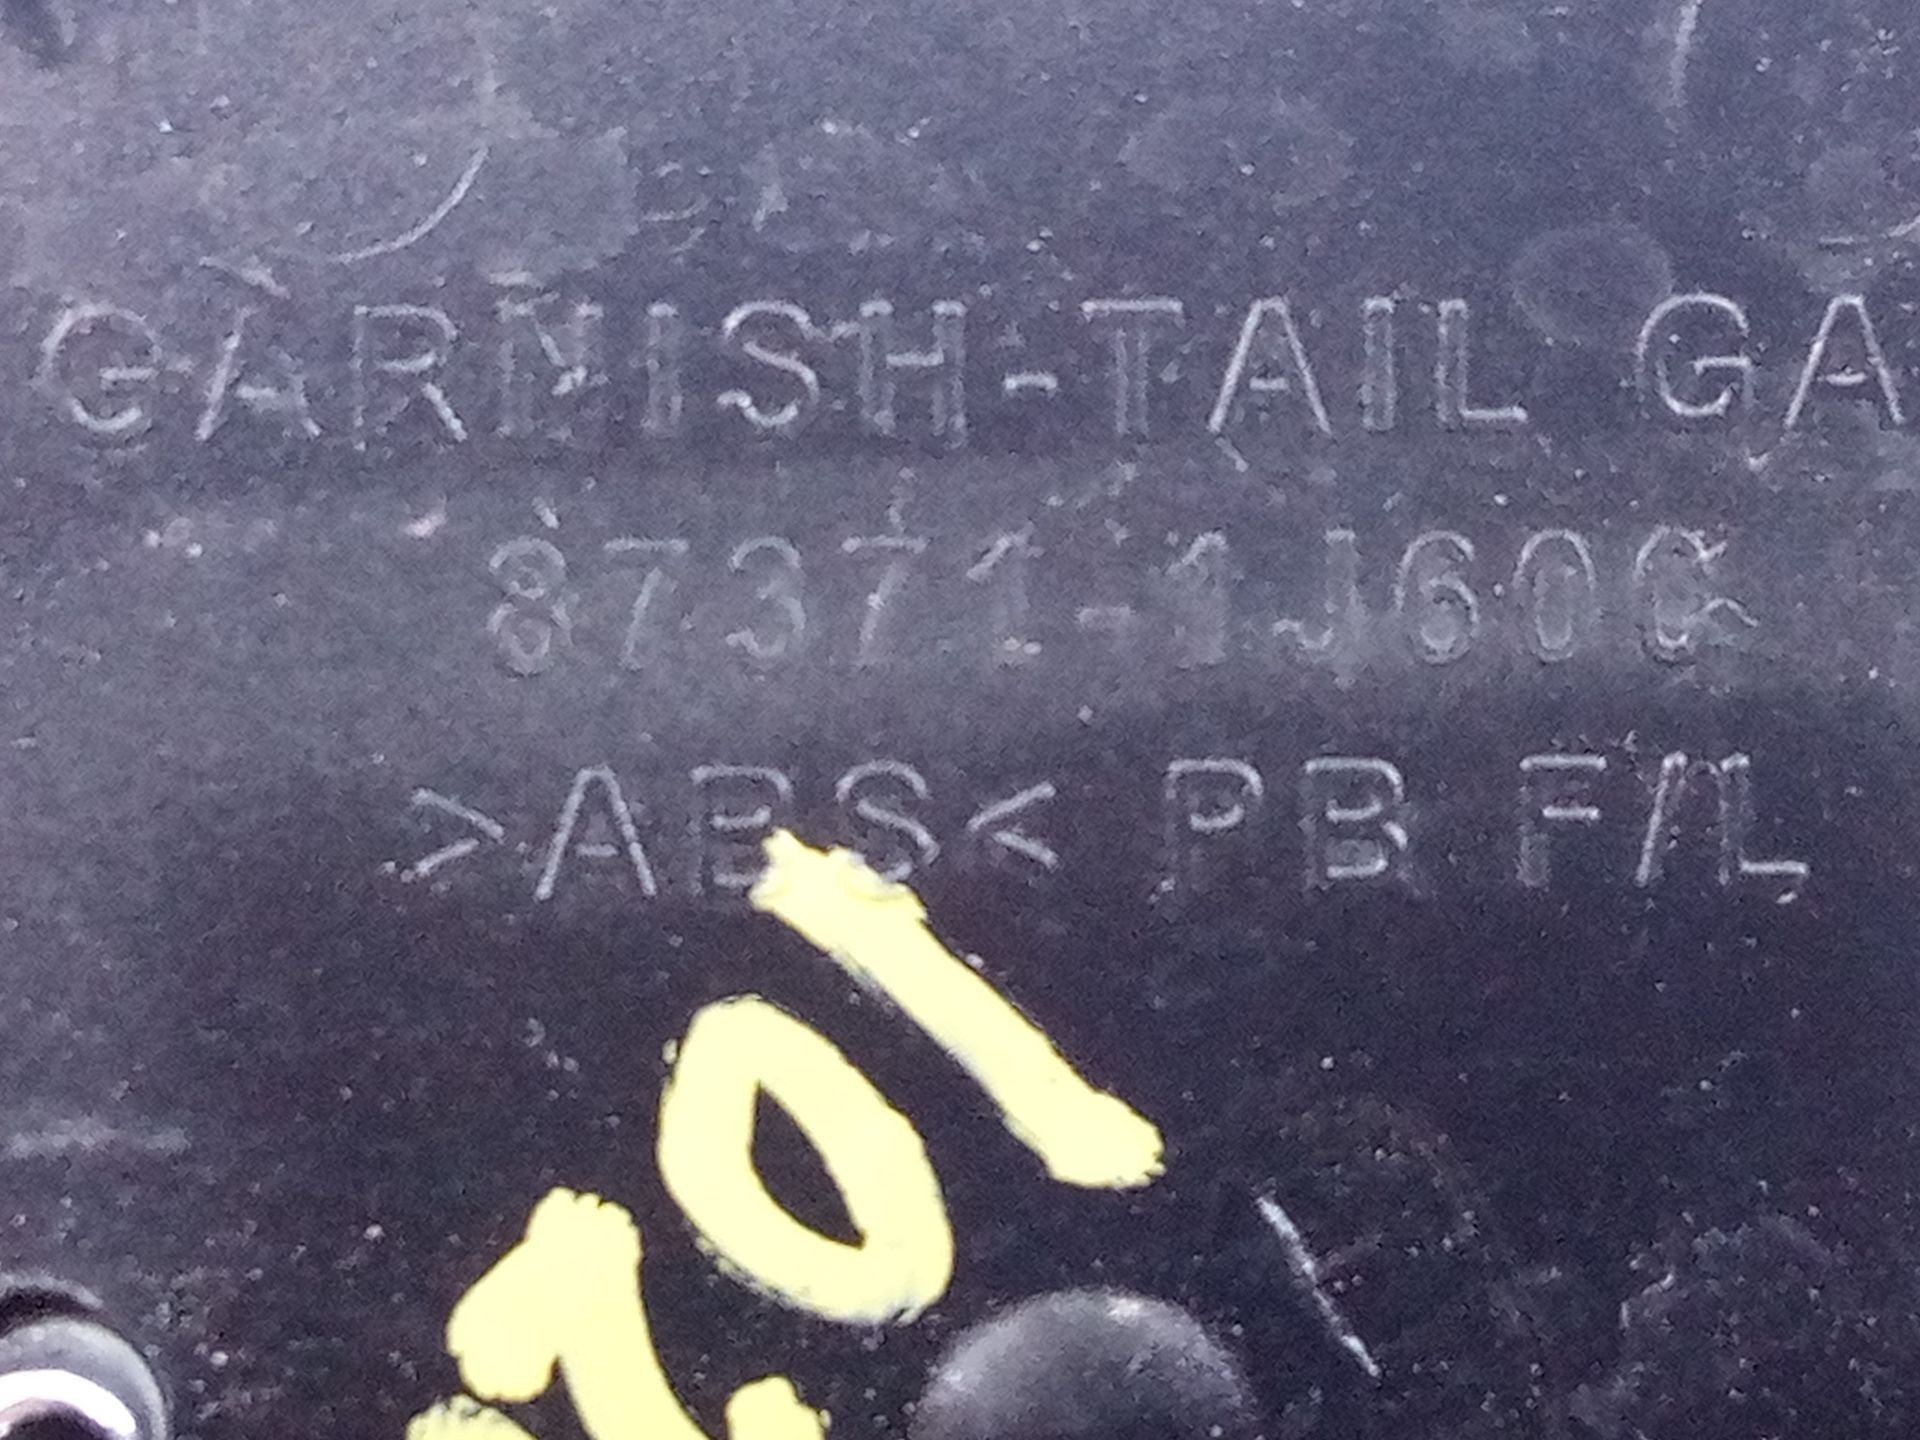 GARNISH-TAIL GA
87371-1J600
>ABS< PB F/L